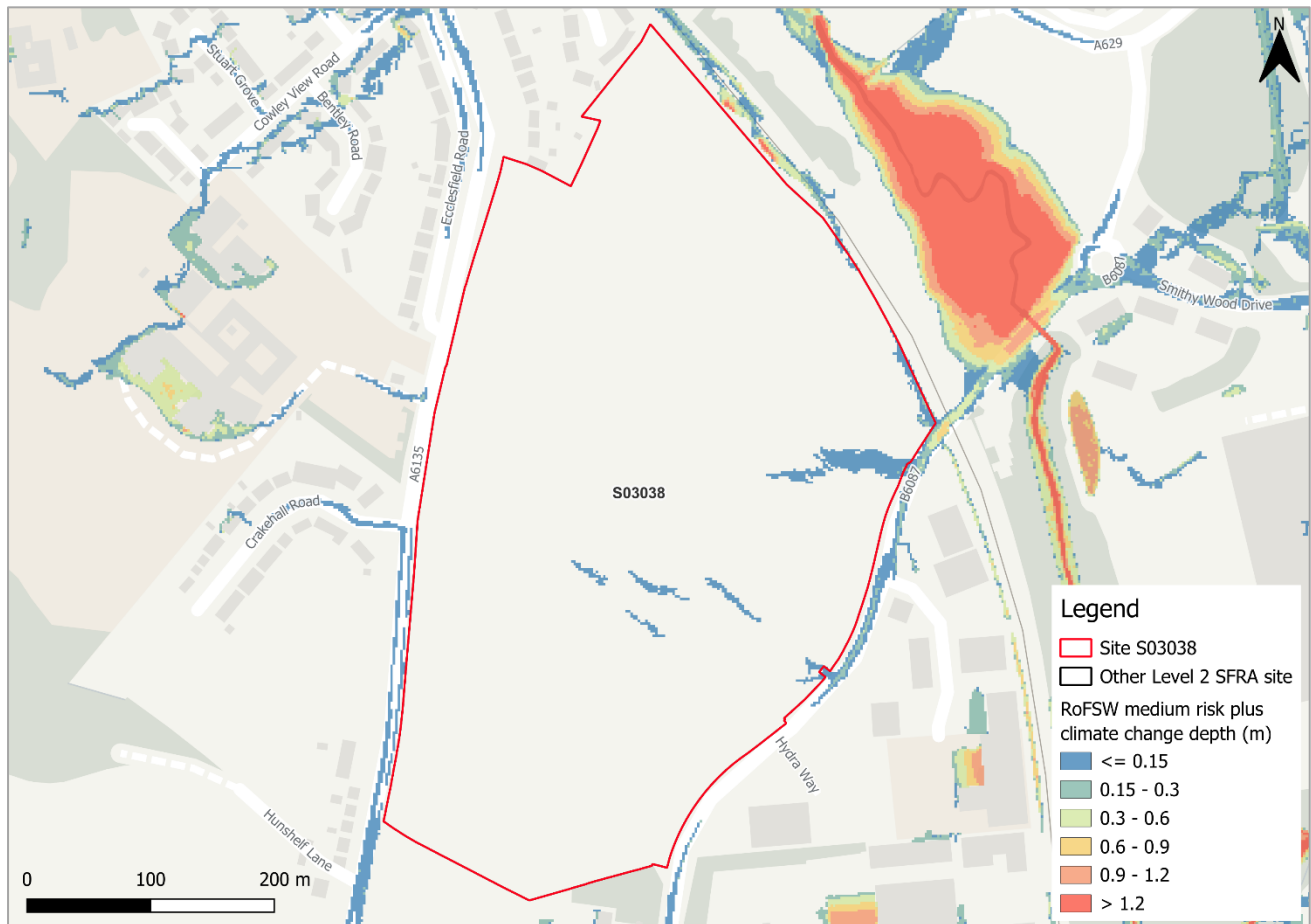 N
A629
Stuart Grove
Cowley View Road
Bentley Road
Ecclesfield Road
B6087
Smithy Wood Drive
A6135
S03038
B6087
Crakehall Road
Hydra Way
Hunshelf Lane
0 100 200 m
Legend
Site S03038
Other Level 2 SFRA site
RoFSW medium risk plus
climate change depth (m)
<= 0.15
0.15 - 0.3
0.3 - 0.6
0.6 - 0.9
0.9 - 1.2
> 1.2